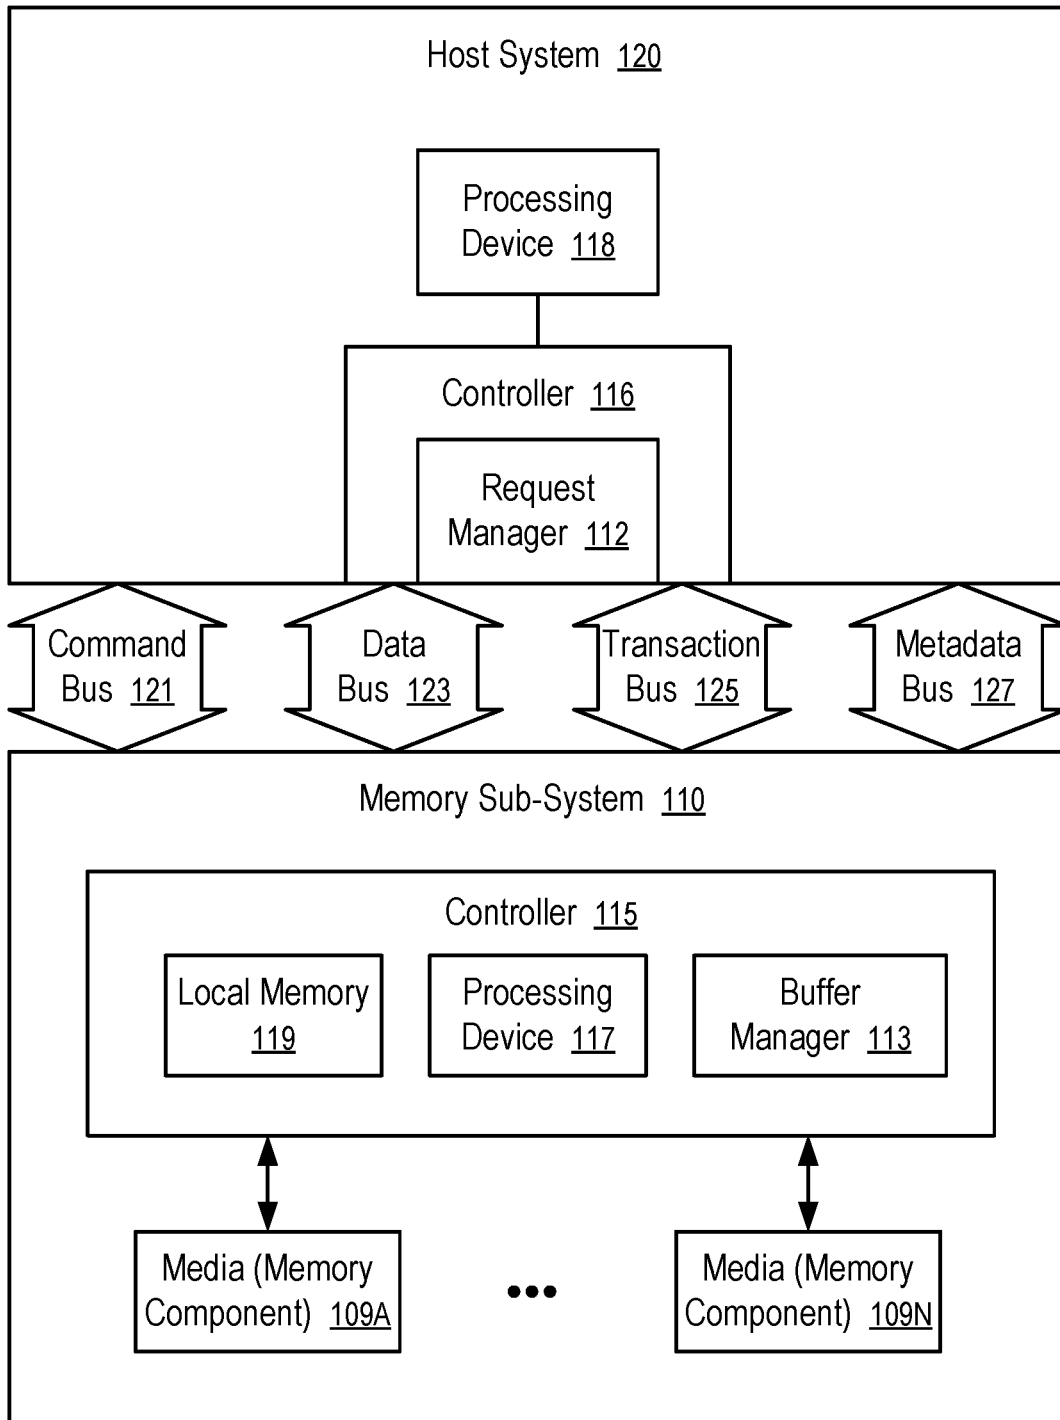 Host System 120
Processing
Device 118
Controller 116
Request
Manager 112
Command
Bus 121
Data
Bus 123
Transaction
Bus 125
Metadata
Bus 127
Memory Sub-System 110
Controller 115
Local Memory
119
Processing
Device 117
Buffer
Manager 113
Media (Memory
Component) 109A
Media (Memory
Component) 109N